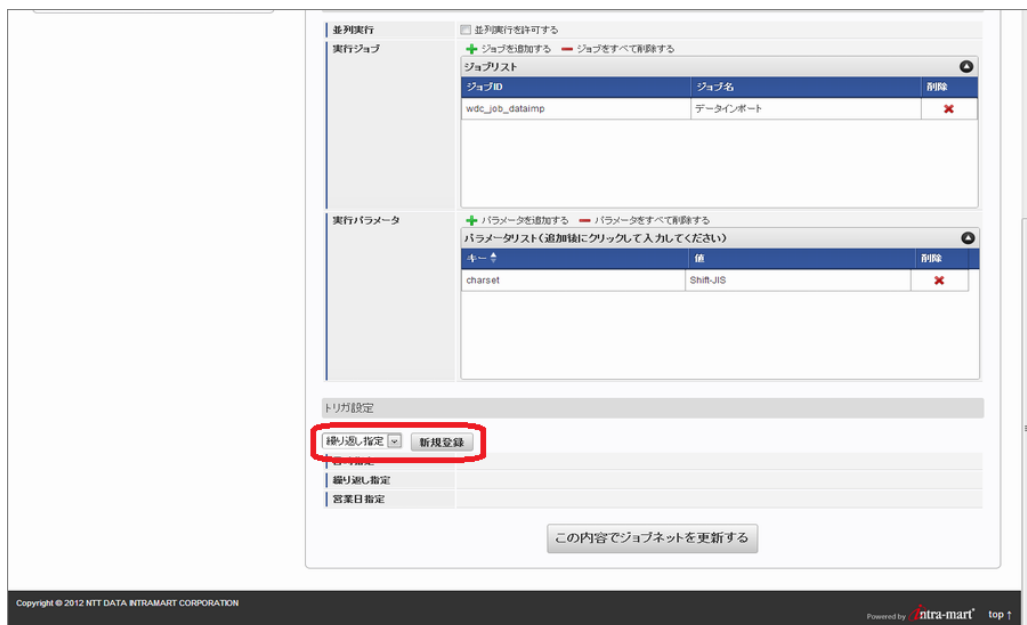 並列実行 並列実行を許可する
実行ジョブ ジョブを追加する ジョブをすべて削除する
ジョブリスト
ジョブID ジョブ名 削除
wdc_job_dataimp データインポート
実行パラメータ パラメータを追加する パラメータをすべて削除する
パラメータリスト(追加後にクリックして入力してください)
キー 値 削除
charset Shift-JIS
トリガ設定
繰り返し指定 新規登録
繰り返し指定
営業日指定
この内容でジョブネットを更新する
Copyright © 2012 NTT DATA INTRAMART CORPORATION
Powered by intra-mart top ↑